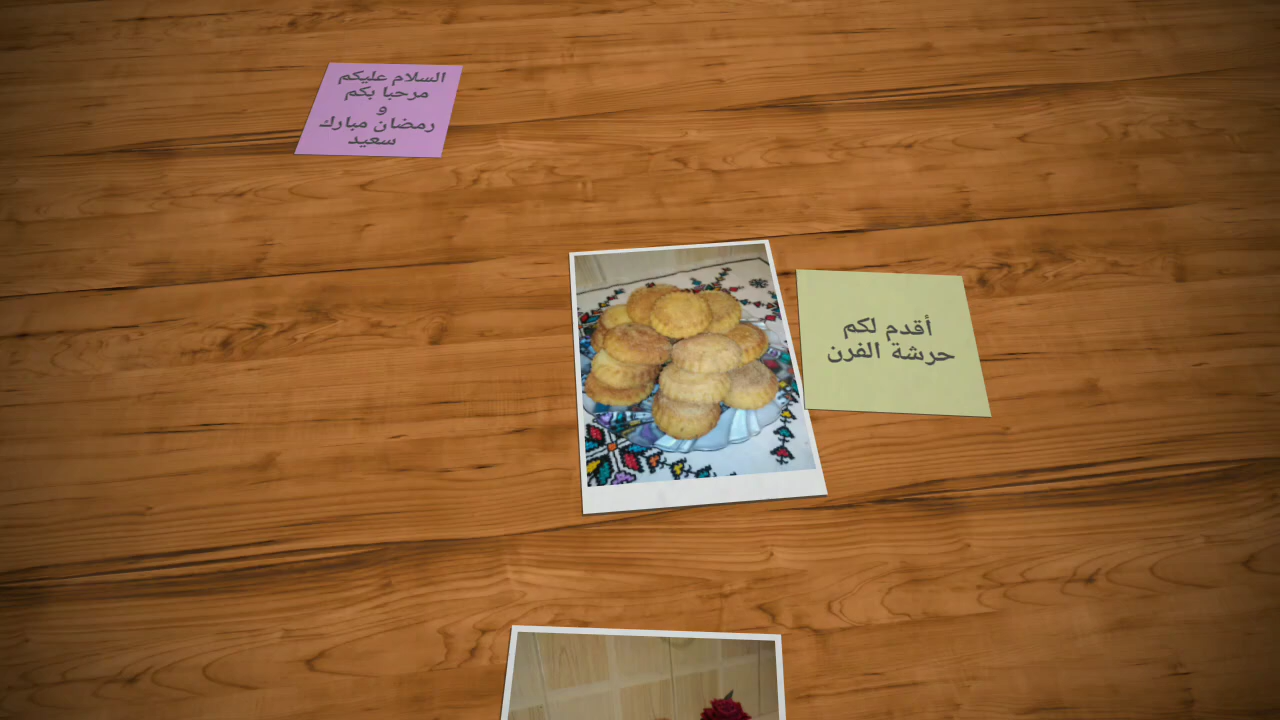 السلام عليكم
مرحبا بكم
و
رمضان مبارك
سعيد
أقدم لكم
حرشة الفرن